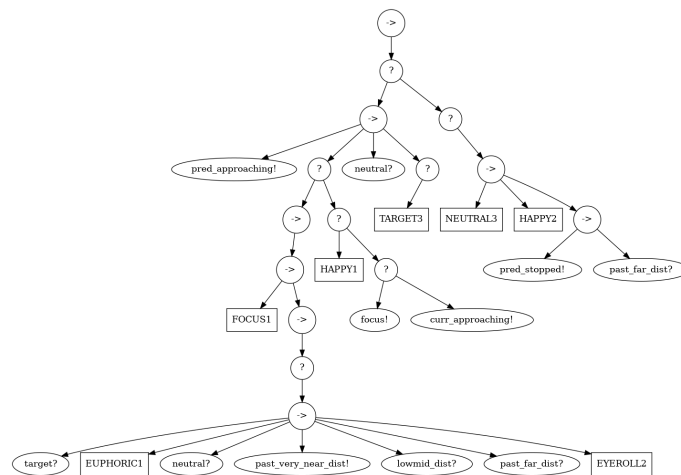 ->
?
->
?
pred_approaching!
?
neutral?
?
->
->
?
TARGET3
NEUTRAL3
HAPPY2
->
->
HAPPY1
?
pred_stopped!
past_far_dist?
FOCUS1
->
focus!
curr_approaching!
?
->
target?
EUPHORIC1
neutral?
past_very_near_dist!
lowmid_dist?
past_far_dist?
EYEROLL2